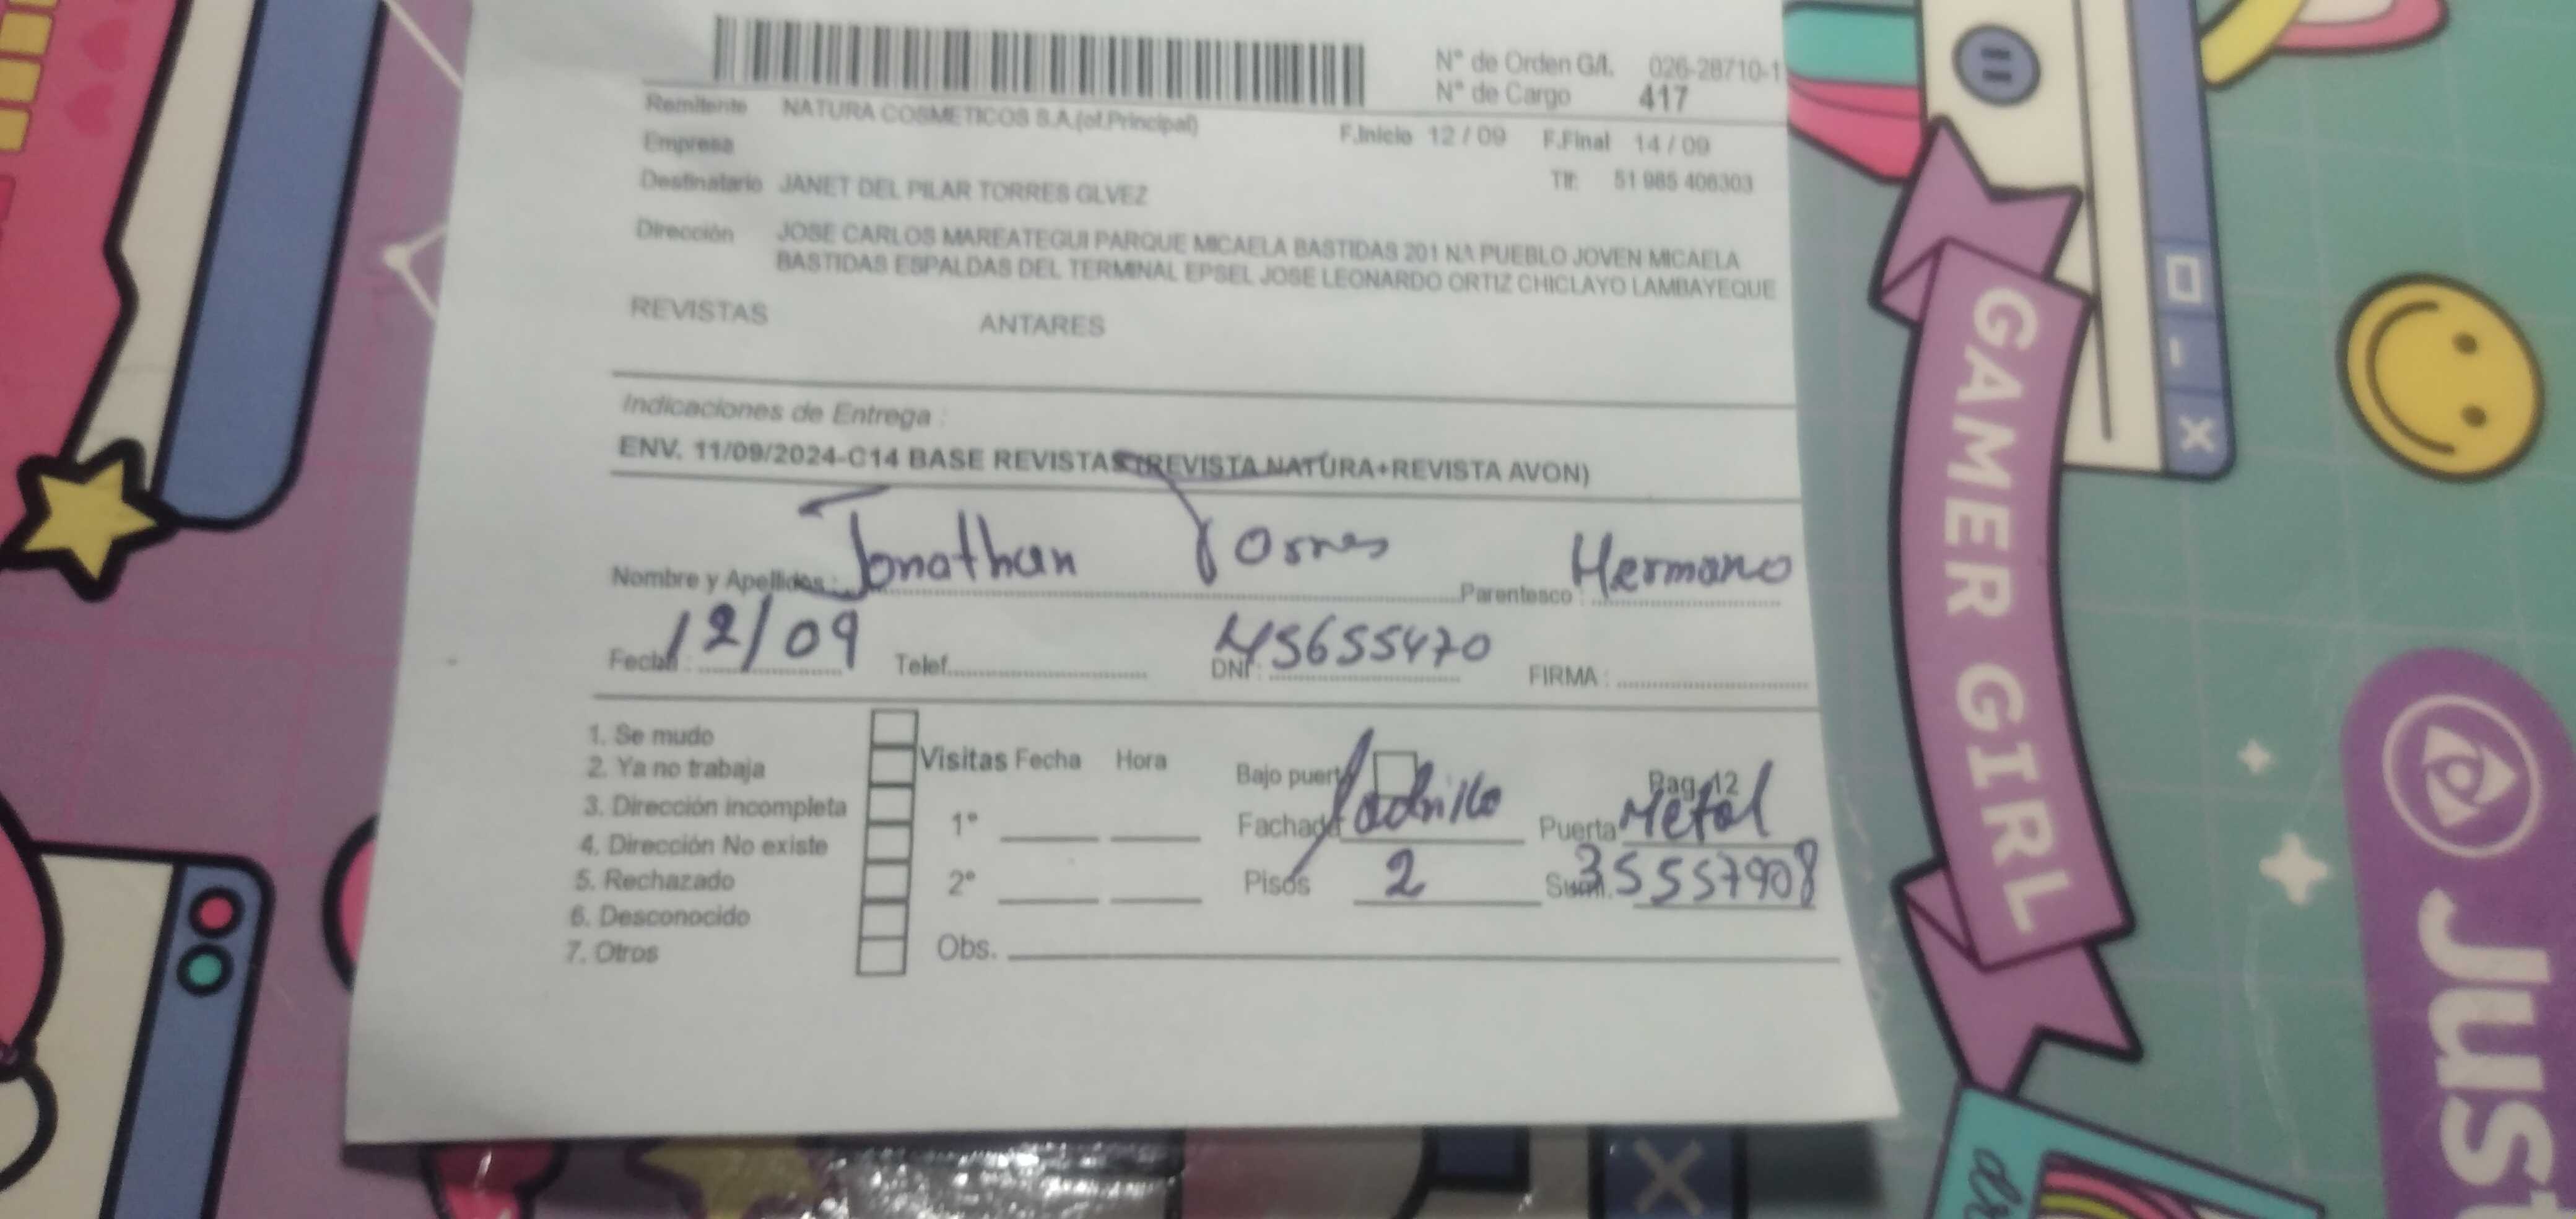 N° de Orden G/L 026-28710-1
N° de Cargo 417
Remitente NATURA COSMETICOS S.A.(of.Principal)
F.Inicio 12 / 09 F.Final 14 / 09
Empresa
Destinatario JANET DEL PILAR TORRES GLVEZ
Tlf: 51 985 406303
Dirección JOSE CARLOS MAREATEGUI PARQUE MICAELA BASTIDAS 201 NA PUEBLO JOVEN MICAELA
BASTIDAS ESPALDAS DEL TERMINAL EPSEL JOSE LEONARDO ORTIZ CHICLAYO LAMBAYEQUE
REVISTAS ANTARES
Indicaciones de Entrega :
ENV. 11/09/2024-C14 BASE REVISTAS (REVISTA NATURA+REVISTA AVON)
Nombre y Apellidos : Jonathan Torres Parentesco : Hermano
Fecha : 12/09 Telef. DNI : 45655470 FIRMA :
1. Se mudo
2. Ya no trabaja
3. Dirección incompleta
4. Dirección No existe
5. Rechazado
6. Desconocido
7. Otros
Visitas Fecha Hora
1°
2°
Obs.
Bajo puerta Pag. 12
Fachada Ladrillo Puerta Metal
Pisos 2 Sum. 35557908
GAMER GIRL
Just